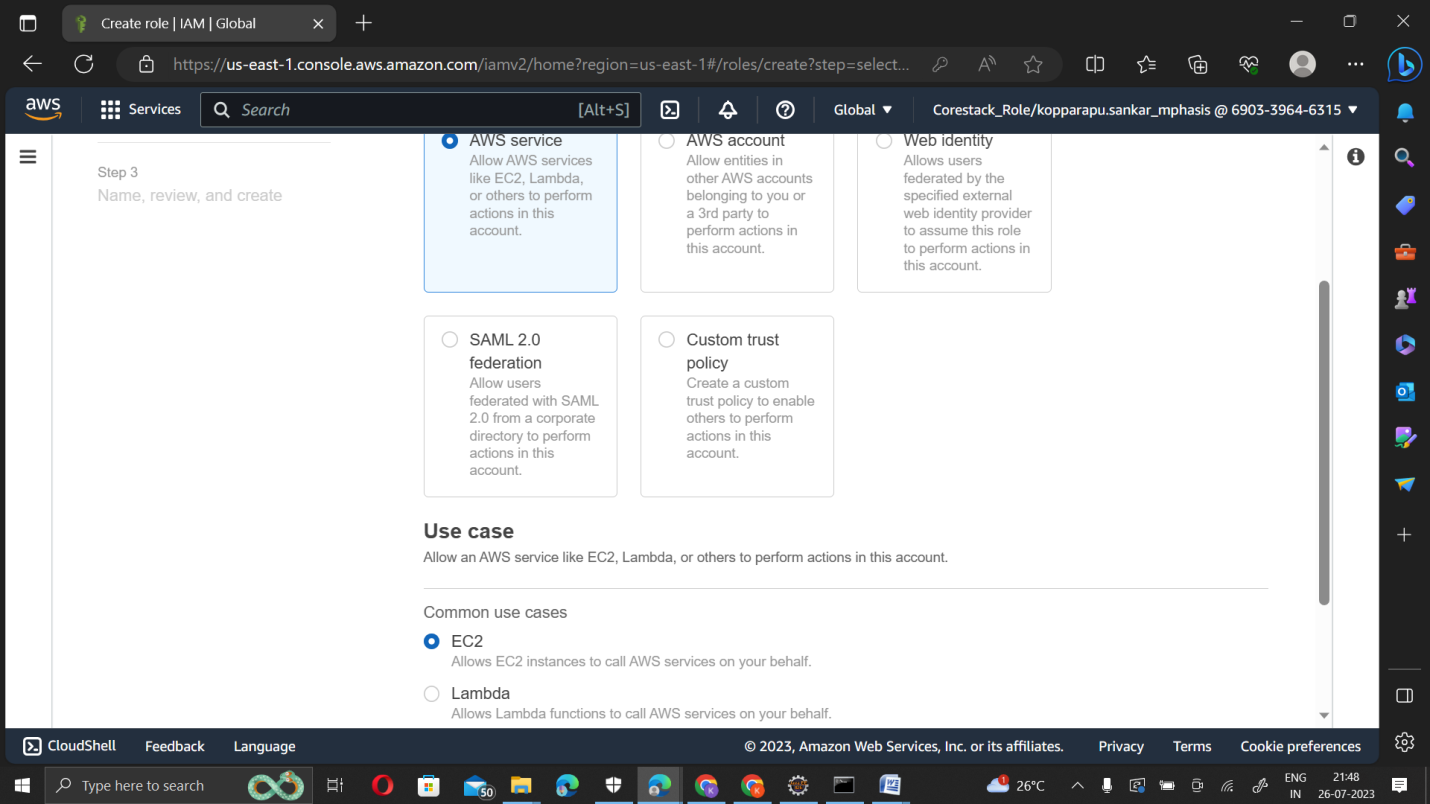 Create role | IAM | Global
https://us-east-1.console.aws.amazon.com/iamv2/home?region=us-east-1#/roles/create?step=select...
aws
Services
Search
[Alt+S]
Global
Corestack_Role/kopparapu.sankar_mphasis @ 6903-3964-6315
Step 3
Name, review, and create
AWS service
Allow AWS services
like EC2, Lambda,
or others to perform
actions in this
account.
AWS account
Allow entities in
other AWS accounts
belonging to you or
a 3rd party to
perform actions in
this account.
Web identity
Allows users
federated by the
specified external
web identity provider
to assume this role
to perform actions in
this account.
SAML 2.0
federation
Allow users
federated with SAML
2.0 from a corporate
directory to perform
actions in this
account.
Custom trust
policy
Create a custom
trust policy to enable
others to perform
actions in this
account.
Use case
Allow an AWS service like EC2, Lambda, or others to perform actions in this account.
Common use cases
EC2
Allows EC2 instances to call AWS services on your behalf.
Lambda
Allows Lambda functions to call AWS services on your behalf.
CloudShell
Feedback
Language
© 2023, Amazon Web Services, Inc. or its affiliates.
Privacy
Terms
Cookie preferences
Type here to search
50
1
26°C
ENG
IN
21:48
26-07-2023